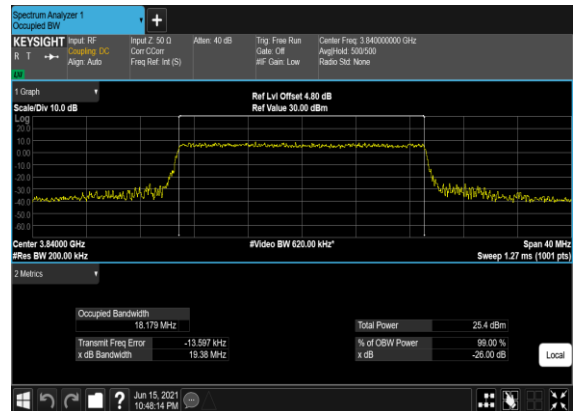 Spectrum Analyzer 1
Occupied BW
+
KEYSIGHT Input: RF Input Z: 50 Ω Atten: 40 dB Trig: Free Run Center Freq: 3.840000000 GHz
R T Coupling: DC Corr CCorr Gate: Off Avg|Hold: 500/500
Align: Auto Freq Ref: Int (S) #IF Gain: Low Radio Std: None
LXI
1 Graph
Ref Lvl Offset 4.80 dB
Scale/Div 10.0 dB Ref Value 30.00 dBm
Log
20.0
10.0
0.00
-10.0
-20.0
-30.0
-40.0
-50.0
-60.0
Center 3.84000 GHz #Video BW 620.00 kHz* Span 40 MHz
#Res BW 200.00 kHz Sweep 1.27 ms (1001 pts)
2 Metrics
Occupied Bandwidth
18.179 MHz Total Power 25.4 dBm
Transmit Freq Error -13.597 kHz % of OBW Power 99.00 %
x dB Bandwidth 19.38 MHz x dB -26.00 dB
Local
? Jun 15, 2021
10:48:14 PM